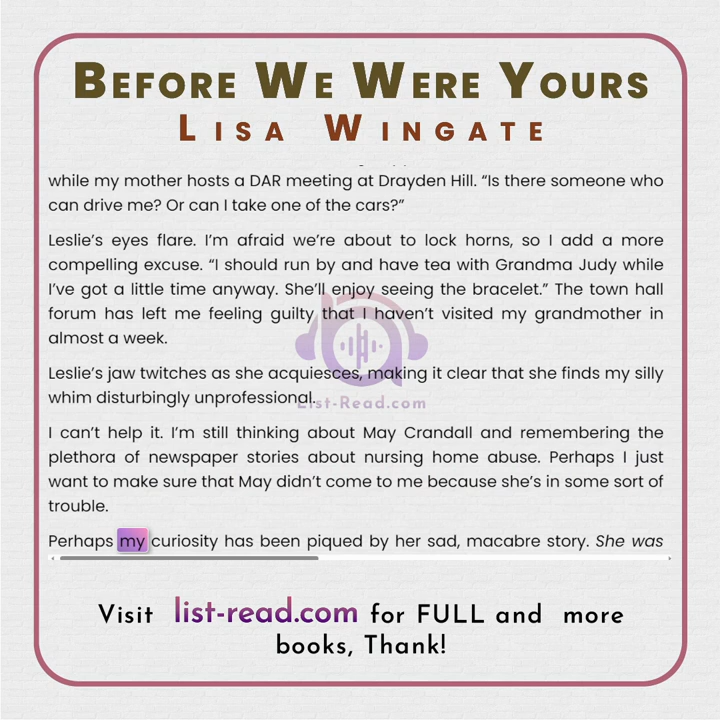 BEFORE WE WERE YOURS
LISA WINGATE
while my mother hosts a DAR meeting at Drayden Hill. “Is there someone who
can drive me? Or can I take one of the cars?”
Leslie’s eyes flare. I’m afraid we’re about to lock horns, so I add a more
compelling excuse. “I should run by and have tea with Grandma Judy while
I’ve got a little time anyway. She’ll enjoy seeing the bracelet.” The town hall
forum has left me feeling guilty that I haven’t visited my grandmother in
almost a week.
Leslie’s jaw twitches as she acquiesces, making it clear that she finds my silly
whim disturbingly unprofessional.
List-Read.com
I can’t help it. I’m still thinking about May Crandall and remembering the
plethora of newspaper stories about nursing home abuse. Perhaps I just
want to make sure that May didn’t come to me because she’s in some sort of
trouble.
Perhaps my curiosity has been piqued by her sad, macabre story. She was
Visit list-read.com for FULL and more
books, Thank!